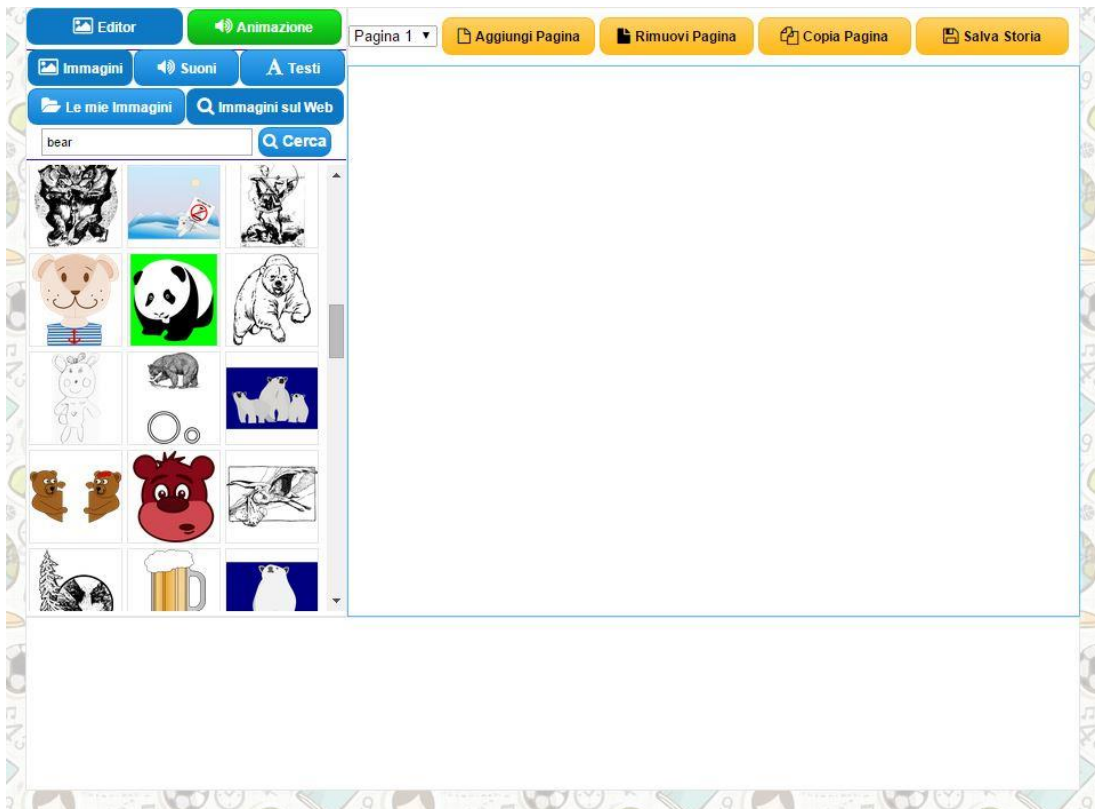 Editor
Animazione
Pagina 1
Aggiungi Pagina
Rimuovi Pagina
Copia Pagina
Salva Storia
Immagini
Suoni
Testi
Le mie Immagini
Immagini sul Web
bear
Cerca